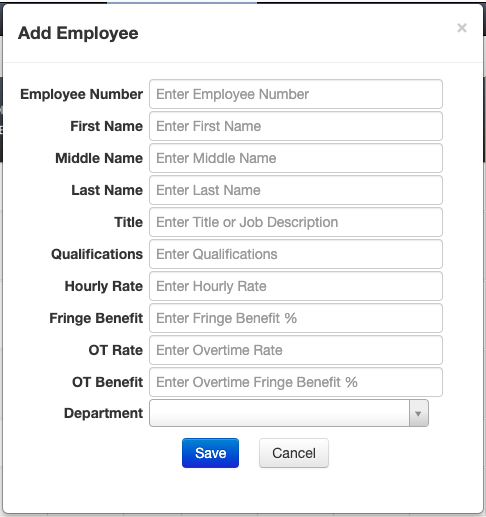 Add Employee ×
Employee Number Enter Employee Number
First Name Enter First Name
Middle Name Enter Middle Name
Last Name Enter Last Name
Title Enter Title or Job Description
Qualifications Enter Qualifications
Hourly Rate Enter Hourly Rate
Fringe Benefit Enter Fringe Benefit %
OT Rate Enter Overtime Rate
OT Benefit Enter Overtime Fringe Benefit %
Department
Save Cancel